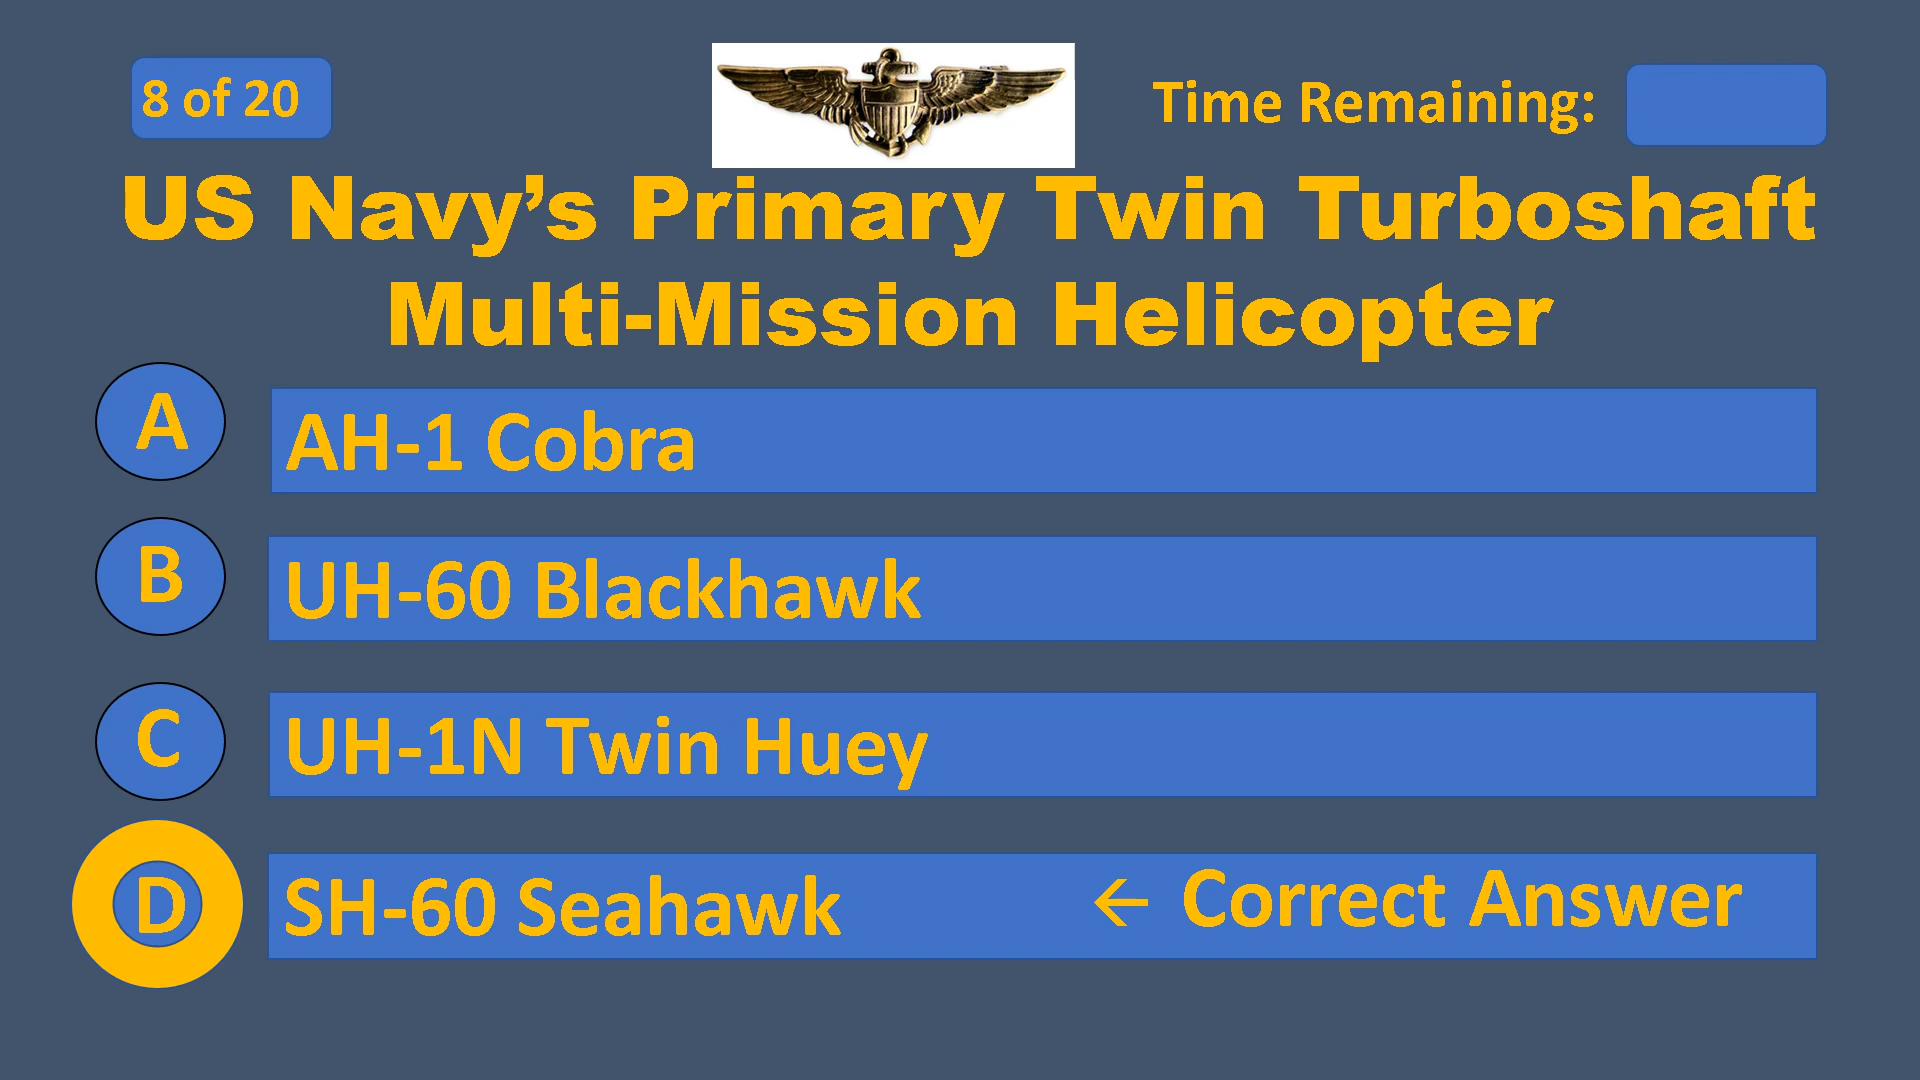 8 of 20
Time Remaining:
US Navy’s Primary Twin Turboshaft
Multi-Mission Helicopter
A
AH-1 Cobra
B
UH-60 Blackhawk
C
UH-1N Twin Huey
D
SH-60 Seahawk ← Correct Answer